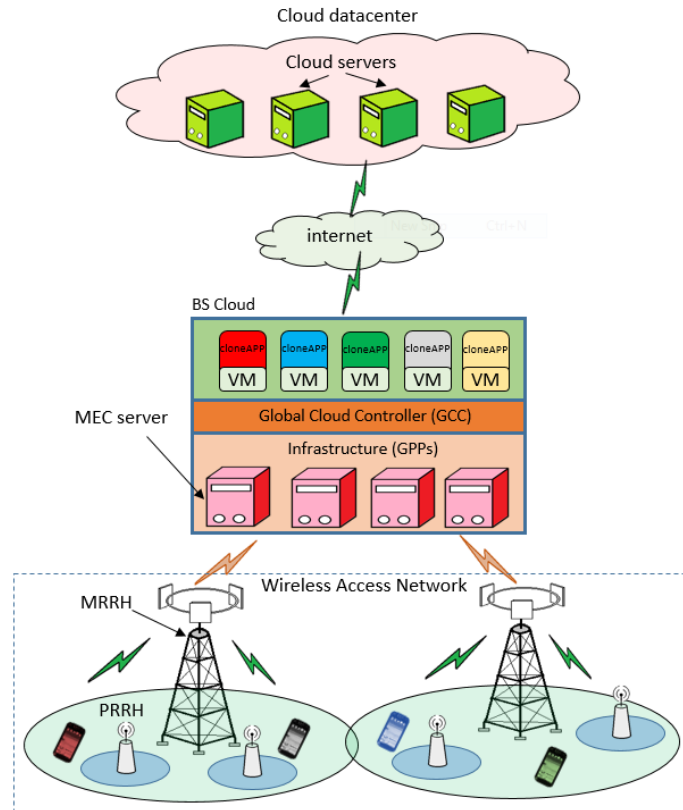 Cloud datacenter
Cloud servers
internet
Ctrl+N
BS Cloud
cloneAPP cloneAPP cloneAPP cloneAPP cloneAPP
VM VM VM VM VM
Global Cloud Controller (GCC)
MEC server
Infrastructure (GPPs)
Wireless Access Network
MRRH
PRRH